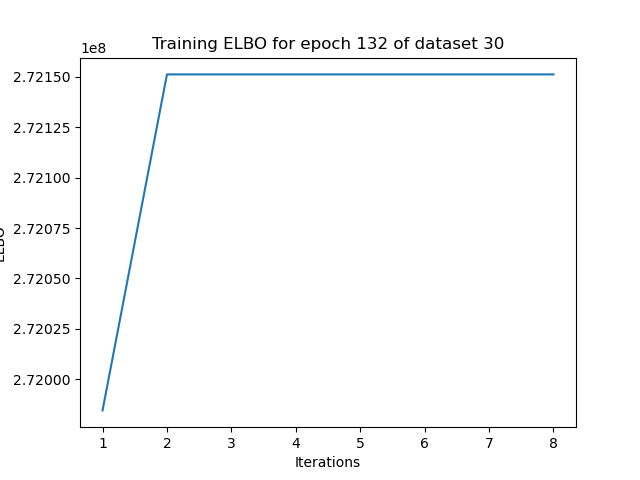 Training ELBO for epoch 132 of dataset 30
1e8
2.72150
2.72125
2.72100
2.72075
2.72050
2.72025
2.72000
ELBO
1 2 3 4 5 6 7 8
Iterations